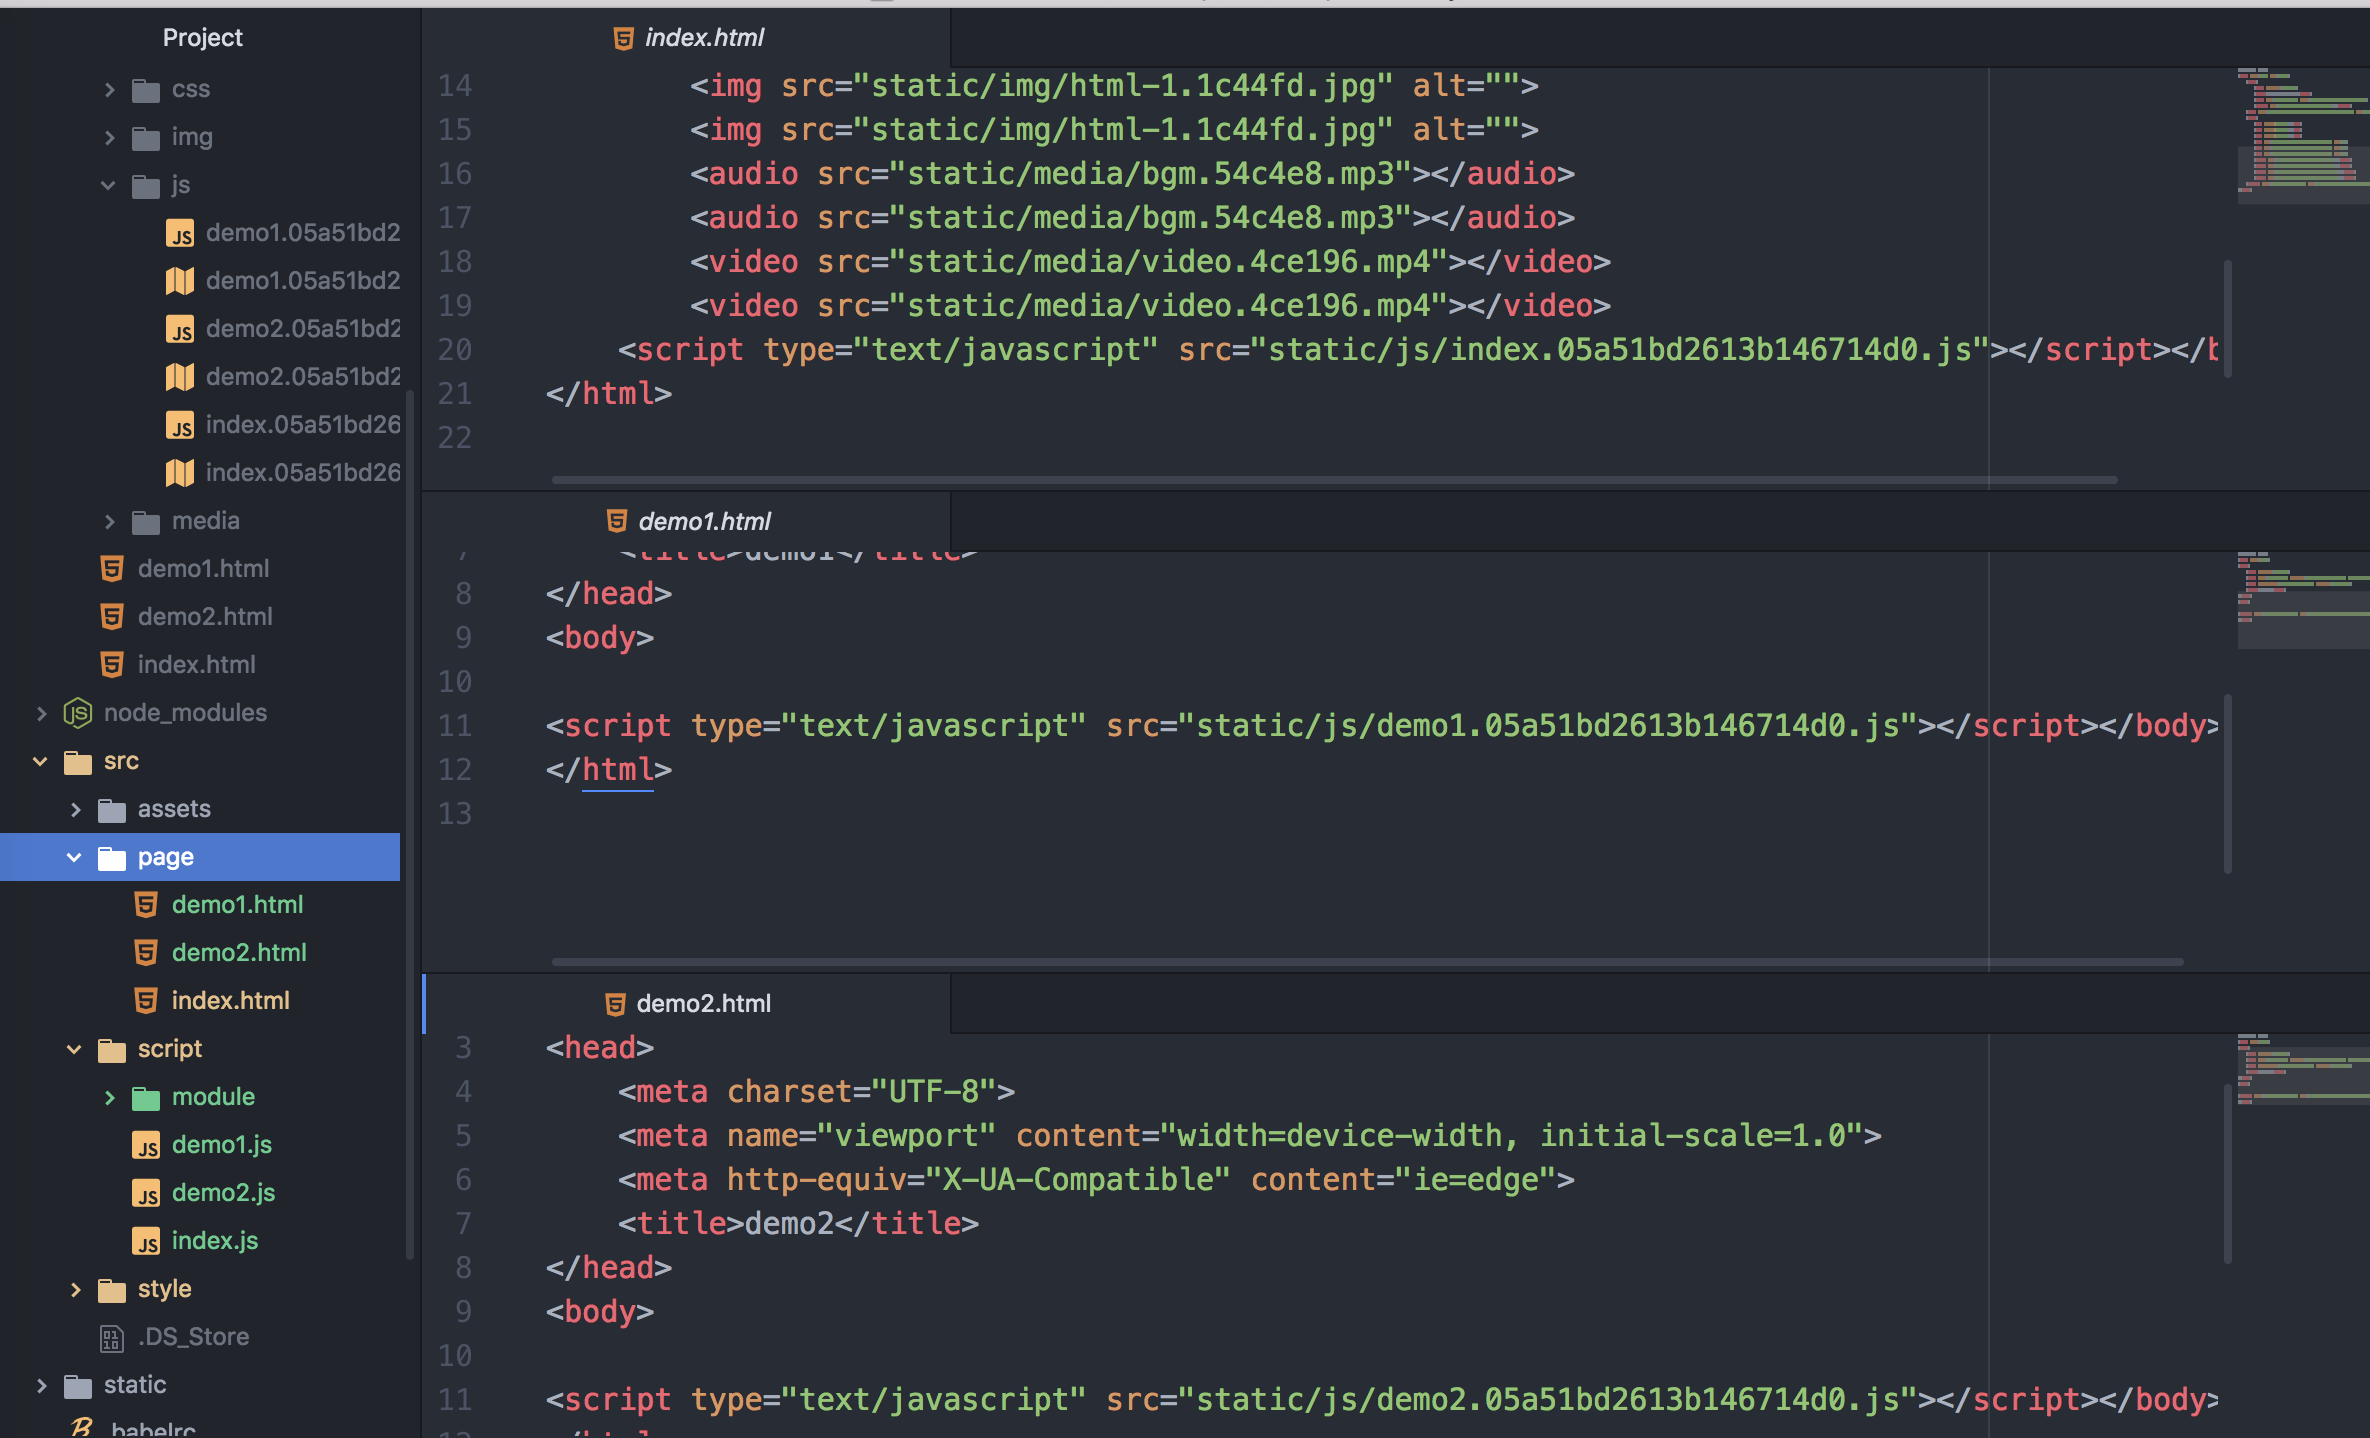 Project
css
img
js
demo1.05a51bd2
demo1.05a51bd2
demo2.05a51bd2
demo2.05a51bd2
index.05a51bd26
index.05a51bd26
media
demo1.html
demo2.html
index.html
node_modules
src
assets
page
demo1.html
demo2.html
index.html
script
module
demo1.js
demo2.js
index.js
style
.DS_Store
static
babelrc
index.html
14 <img src="static/img/html-1.1c44fd.jpg" alt="">
15 <img src="static/img/html-1.1c44fd.jpg" alt="">
16 <audio src="static/media/bgm.54c4e8.mp3"></audio>
17 <audio src="static/media/bgm.54c4e8.mp3"></audio>
18 <video src="static/media/video.4ce196.mp4"></video>
19 <video src="static/media/video.4ce196.mp4"></video>
20 <script type="text/javascript" src="static/js/index.05a51bd2613b146714d0.js"></script></b
21 </html>
22
demo1.html
7 <title>demo1</title>
8 </head>
9 <body>
10
11 <script type="text/javascript" src="static/js/demo1.05a51bd2613b146714d0.js"></script></body>
12 </html>
13
demo2.html
3 <head>
4 <meta charset="UTF-8">
5 <meta name="viewport" content="width=device-width, initial-scale=1.0">
6 <meta http-equiv="X-UA-Compatible" content="ie=edge">
7 <title>demo2</title>
8 </head>
9 <body>
10
11 <script type="text/javascript" src="static/js/demo2.05a51bd2613b146714d0.js"></script></body>